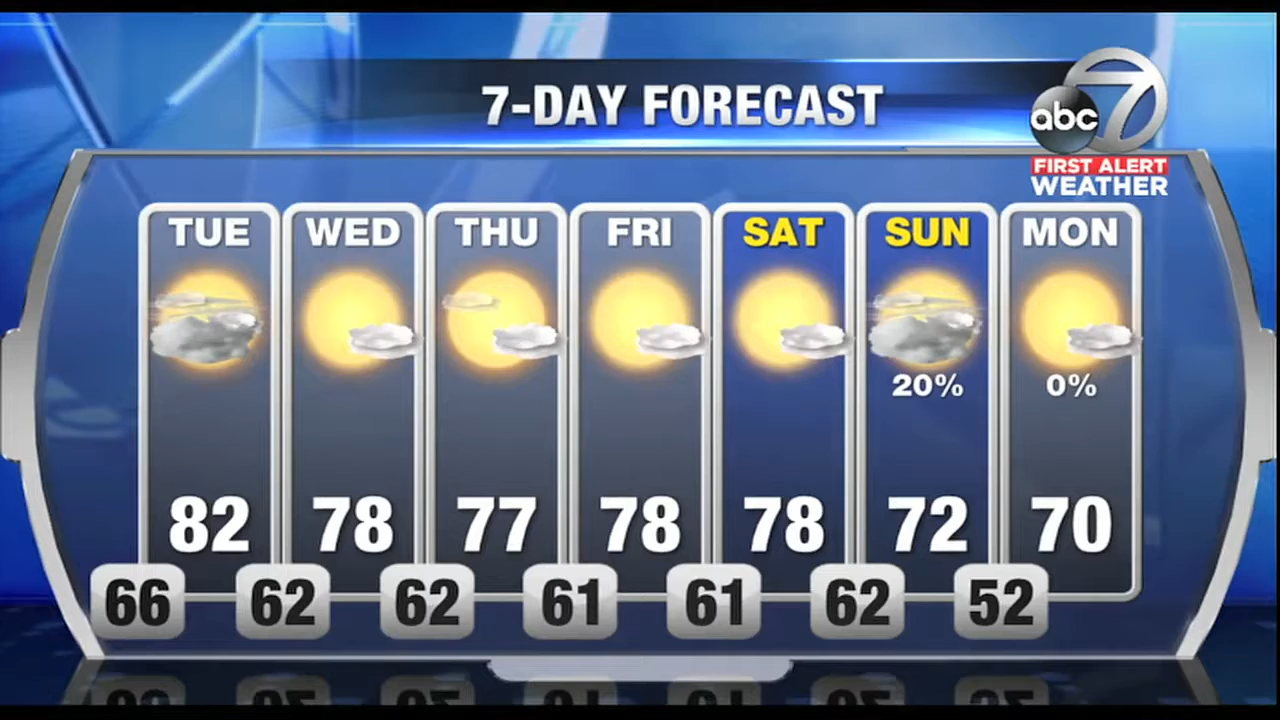 7-DAY FORECAST
abc 7
FIRST ALERT
WEATHER
TUE WED THU FRI SAT SUN MON
20% 0%
82 78 77 78 78 72 70
66 62 62 61 61 62 52